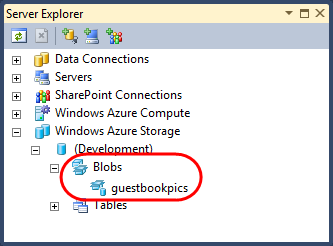 Server Explorer
Data Connections
Servers
SharePoint Connections
Windows Azure Compute
Windows Azure Storage
(Development)
Blobs
guestbookpics
Tables